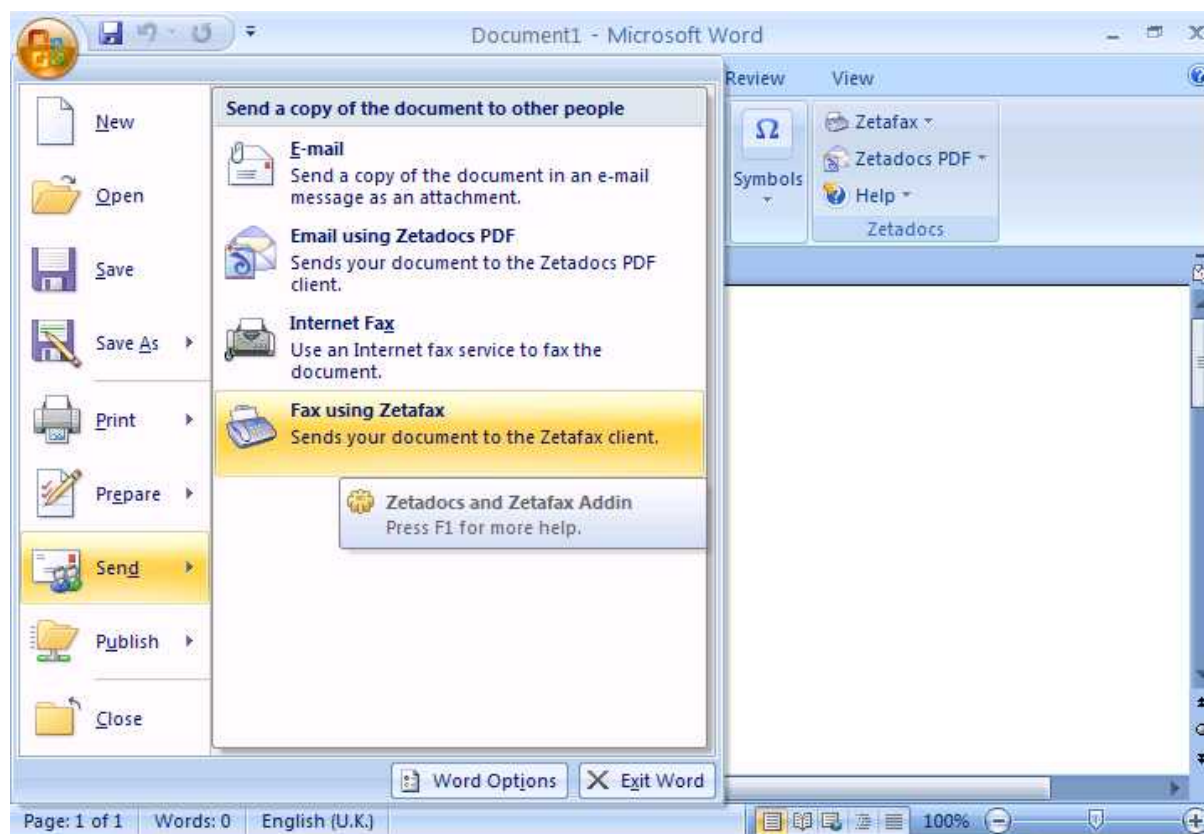 Document1 - Microsoft Word
Review View
New
Open
Save
Save As
Print
Prepare
Send
Publish
Close
Send a copy of the document to other people
E-mail
Send a copy of the document in an e-mail
message as an attachment.
Email using Zetadocs PDF
Sends your document to the Zetadocs PDF
client.
Internet Fax
Use an Internet fax service to fax the
document.
Fax using Zetafax
Sends your document to the Zetafax client.
Zetadocs and Zetafax Addin
Press F1 for more help.
Ω
Symbols
Zetafax
Zetadocs PDF
Help
Zetadocs
Word Options
Exit Word
Page: 1 of 1 Words: 0 English (U.K.) 100%